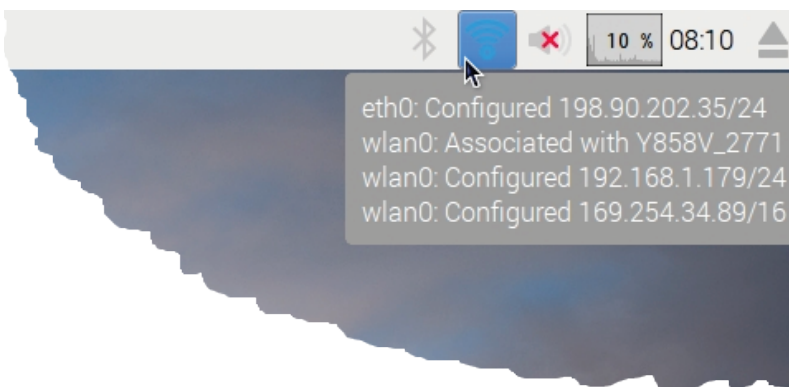 10 % 08:10
eth0: Configured 198.90.202.35/24
wlan0: Associated with Y858V_2771
wlan0: Configured 192.168.1.179/24
wlan0: Configured 169.254.34.89/16